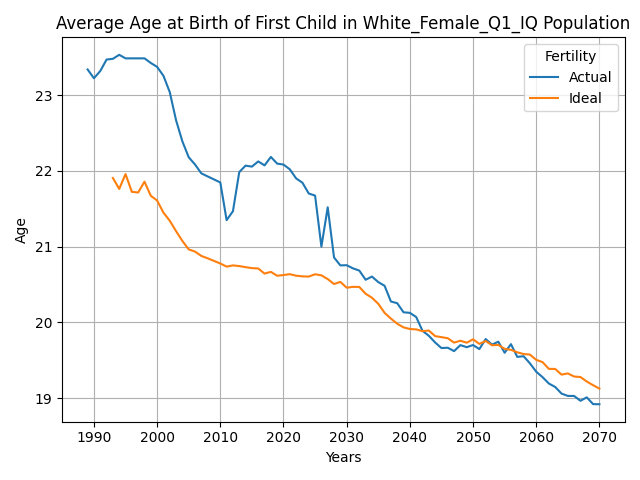 Average Age at Birth of First Child in White_Female_Q1_IQ Population
Fertility
Actual
Ideal
Age
23
22
21
20
19
1990 2000 2010 2020 2030 2040 2050 2060 2070
Years